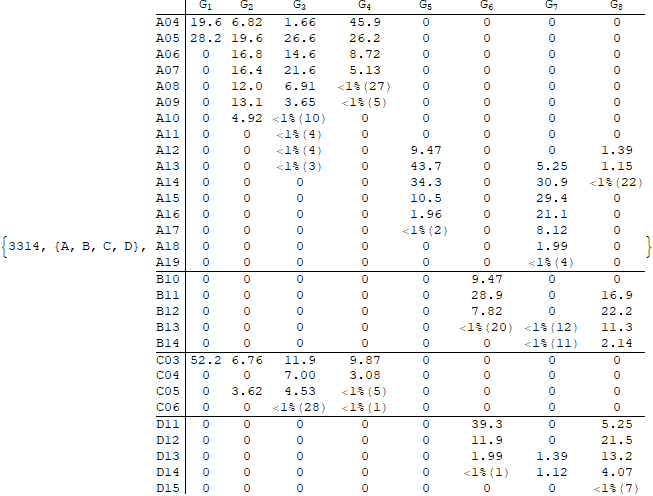 G1 G2 G3 G4 G5 G6 G7 G8
A04 19.6 6.82 1.66 45.9 0 0 0 0
A05 28.2 19.6 26.6 26.2 0 0 0 0
A06 0 16.8 14.6 8.72 0 0 0 0
A07 0 16.4 21.6 5.13 0 0 0 0
A08 0 12.0 6.91 <1%(27) 0 0 0 0
A09 0 13.1 3.65 <1%(5) 0 0 0 0
A10 0 4.92 <1%(10) 0 0 0 0 0
A11 0 0 <1%(4) 0 0 0 0 0
A12 0 0 <1%(4) 0 9.47 0 0 1.39
A13 0 0 <1%(3) 0 43.7 0 5.25 1.15
A14 0 0 0 0 34.3 0 30.9 <1%(22)
A15 0 0 0 0 10.5 0 29.4 0
A16 0 0 0 0 1.96 0 21.1 0
A17 0 0 0 0 <1%(2) 0 8.12 0
{3314, {A, B, C, D}, A18 0 0 0 0 0 0 1.99 0 }
A19 0 0 0 0 0 0 <1%(4) 0
B10 0 0 0 0 0 9.47 0 0
B11 0 0 0 0 0 28.9 0 16.9
B12 0 0 0 0 0 7.82 0 22.2
B13 0 0 0 0 0 <1%(20) <1%(12) 11.3
B14 0 0 0 0 0 0 <1%(11) 2.14
C03 52.2 6.76 11.9 9.87 0 0 0 0
C04 0 0 7.00 3.08 0 0 0 0
C05 0 3.62 4.53 <1%(5) 0 0 0 0
C06 0 0 <1%(28) <1%(1) 0 0 0 0
D11 0 0 0 0 0 39.3 0 5.25
D12 0 0 0 0 0 11.9 0 21.5
D13 0 0 0 0 0 1.99 1.39 13.2
D14 0 0 0 0 0 <1%(1) 1.12 4.07
D15 0 0 0 0 0 0 0 <1%(7)